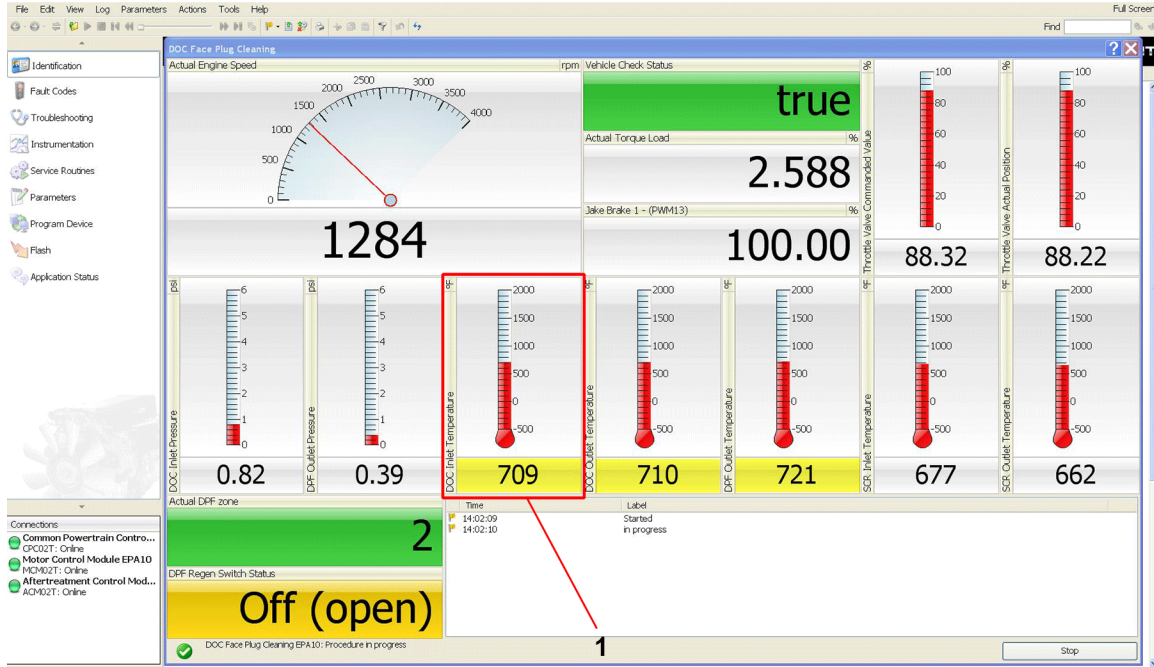 File Edit View Log Parameters Actions Tools Help
Full Screen
Find
Identification
Fault Codes
Troubleshooting
Instrumentation
Service Routines
Parameters
Program Device
Flash
Application Status
Connections
Common Powertrain Contro...
CPC02T: Online
Motor Control Module EPA10
MCM02T: Online
Aftertreatment Control Mod...
ACM02T: Online
DOC Face Plug Cleaning
Actual Engine Speed rpm
0 500 1000 1500 2000 2500 3000 3500 4000
1284
Vehicle Check Status
true
Actual Torque Load %
2.588
Jake Brake 1 - (PWM13) %
100.00
Throttle Valve Commanded Value %
100
80
60
40
20
0
88.32
Throttle Valve Actual Position %
100
80
60
40
20
0
88.22
DOC Inlet Pressure psi
6
5
4
3
2
1
0
0.82
DPF Outlet Pressure psi
6
5
4
3
2
1
0
0.39
DOC Inlet Temperature °F
2000
1500
1000
500
0
-500
709
DOC Outlet Temperature °F
2000
1500
1000
500
0
-500
710
DPF Outlet Temperature °F
2000
1500
1000
500
0
-500
721
SCR Inlet Temperature °F
2000
1500
1000
500
0
-500
677
SCR Outlet Temperature °F
2000
1500
1000
500
0
-500
662
Actual DPF zone
2
DPF Regen Switch Status
Off (open)
Time Label
14:02:09 Started
14:02:10 in progress
1
DOC Face Plug Cleaning EPA10: Procedure in progress
Stop